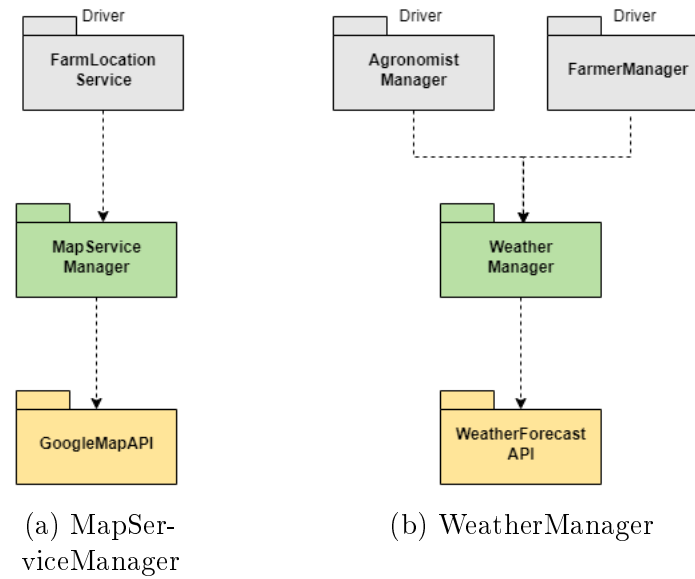 Driver
FarmLocation
Service
MapService
Manager
GoogleMapAPI
(a) MapSer-
viceManager
Driver
Driver
Agronomist
Manager
FarmerManager
Weather
Manager
WeatherForecast
API
(b) WeatherManager